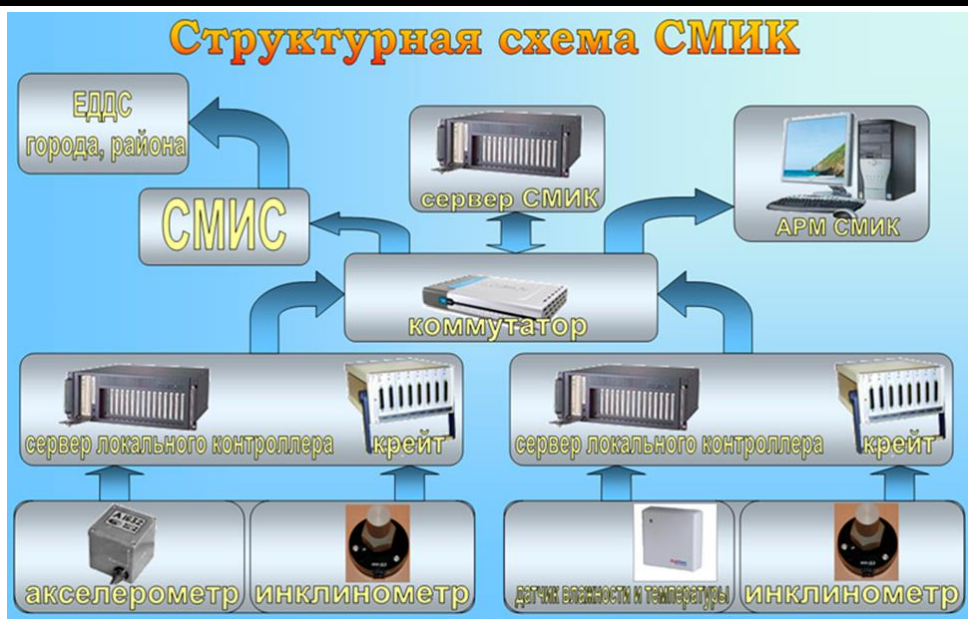 Структурная схема СМИК
ЕДДС
города, района
сервер СМИК
АРМ СМИК
СМИС
коммутатор
сервер локального контроллера
крейт
сервер локального контроллера
крейт
A1632
акселерометр
инклинометр
датчик влажности и температуры
инклинометр